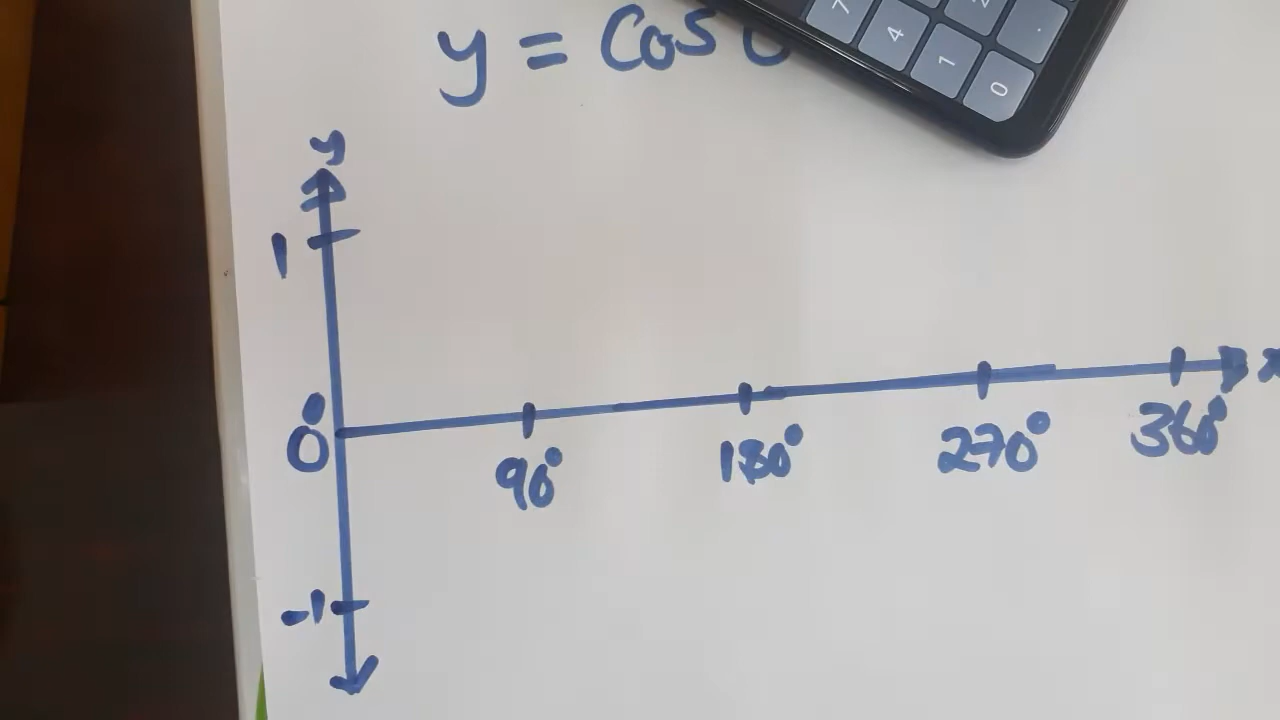 y = Cos
7 4 1 0
y
1
0° 90° 180° 270° 360° x
-1